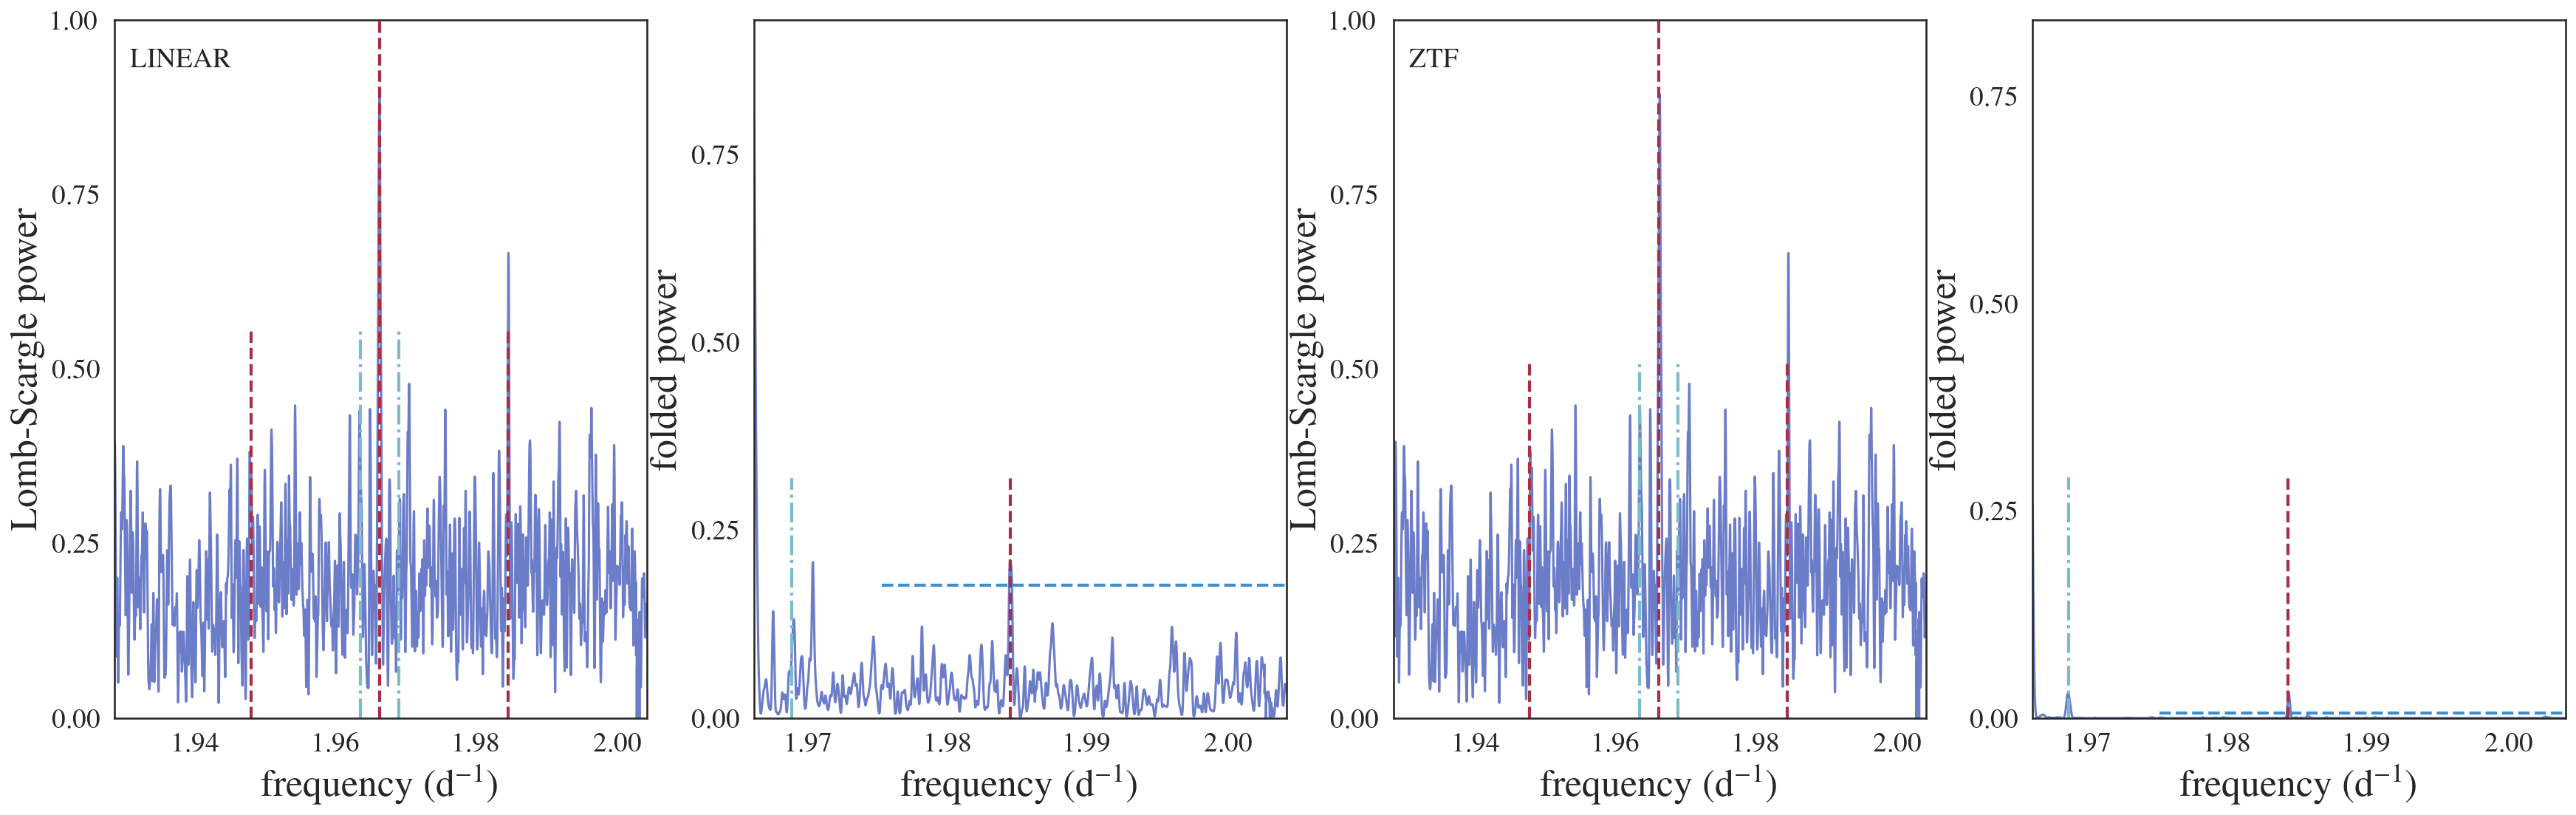 LINEAR
Lomb-Scargle power
1.00
0.75
0.50
0.25
0.00
1.94 1.96 1.98 2.00
frequency (d⁻¹)
folded power
0.75
0.50
0.25
0.00
1.97 1.98 1.99 2.00
frequency (d⁻¹)
ZTF
Lomb-Scargle power
1.00
0.75
0.50
0.25
0.00
1.94 1.96 1.98 2.00
frequency (d⁻¹)
folded power
0.75
0.50
0.25
0.00
1.97 1.98 1.99 2.00
frequency (d⁻¹)